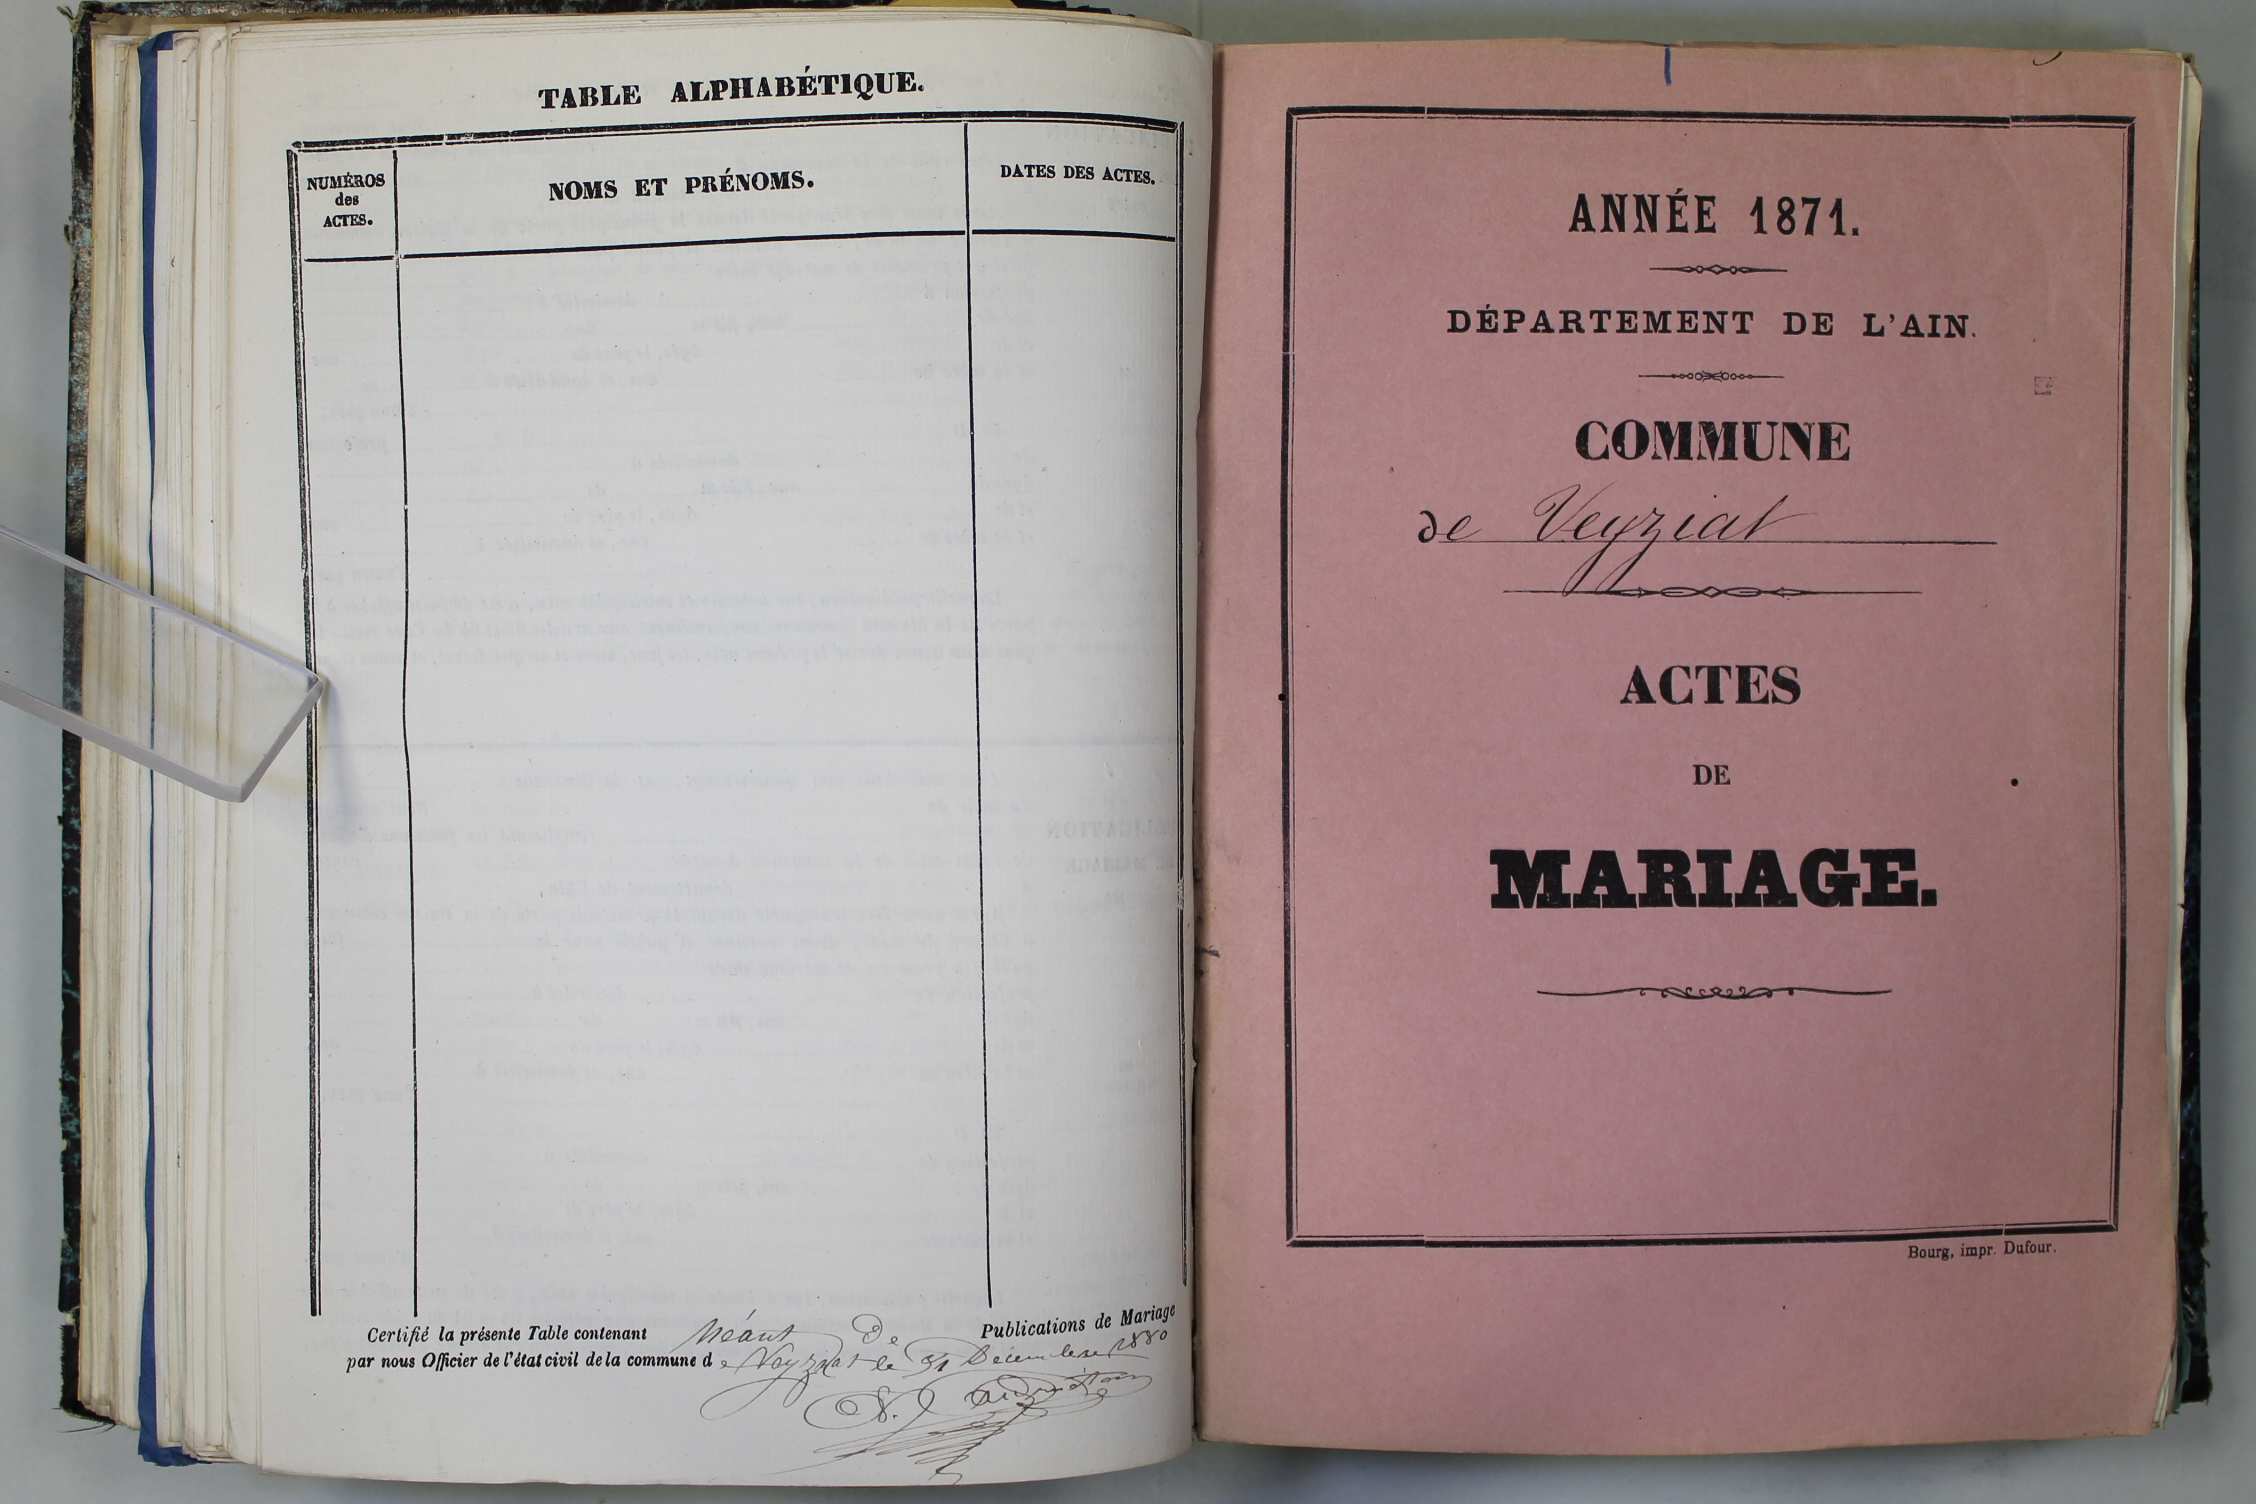 TABLE ALPHABÉTIQUE.
NUMÉROS
des
ACTES.
NOMS ET PRÉNOMS.
DATES DES ACTES.
Certifié la présente Table contenant Néant De Publications de Mariage
par nous Officier de l'état civil de la commune de Veyziat le 31 Décembre 1880
ANNÉE 1871.
DÉPARTEMENT DE L'AIN.
COMMUNE
de Veyziat
ACTES
DE
MARIAGE.
Bourg, impr. Dufour.